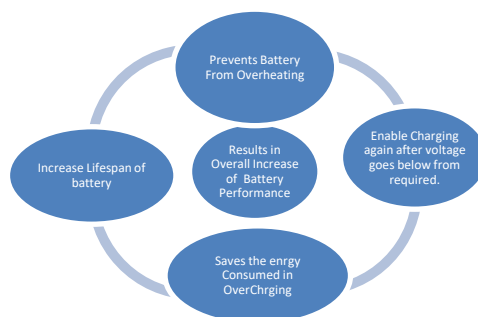 Prevents Battery
From Overheating
Enable Charging
again after voltage
goes below from
required.
Saves the enrgy
Consumed in
OverChrging
Increase Lifespan of
battery
Results in
Overall Increase
of Battery
Performance